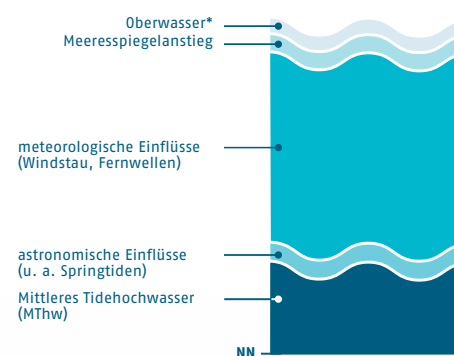 Oberwasser*
Meeresspiegelanstieg
meteorologische Einflüsse
(Windstau, Fernwellen)
astronomische Einflüsse
(u. a. Springtiden)
Mittleres Tidehochwasser
(MThw)
NN